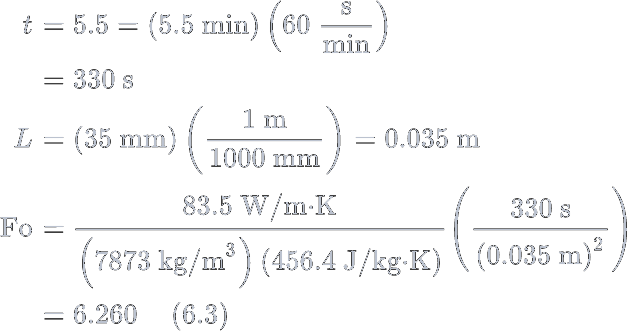 t = 5.5 = (5.5 min) (60 s/min)
= 330 s
L = (35 mm) (1 m / 1000 mm) = 0.035 m
Fo = 83.5 W/m·K / ((7873 kg/m³) (456.4 J/kg·K)) (330 s / (0.035 m)²)
= 6.260 (6.3)